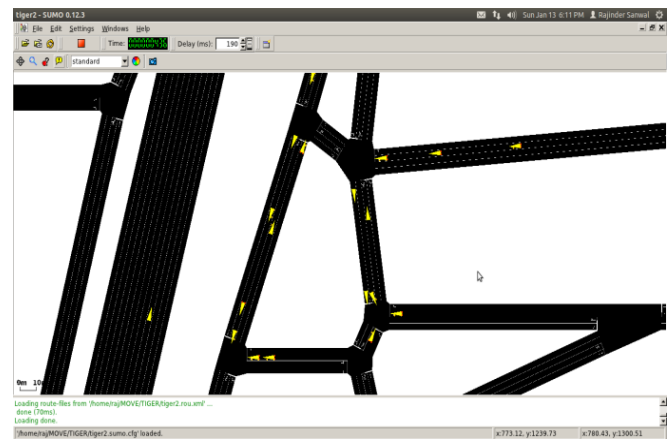 tiger2 - SUMO 0.12.3
Sun Jan 13 6:11 PM Rajinder Sanwal
File Edit Settings Windows Help
Time: Delay (ms): 190
standard
0m
Loading route-files from '/home/raj/MOVE/TIGER/tiger2.rou.xml' ...
done (70ms).
Loading done.
'/home/raj/MOVE/TIGER/tiger2.sumo.cfg' loaded.
x:773.12, y:1239.73
x:788.43, y:1300.51